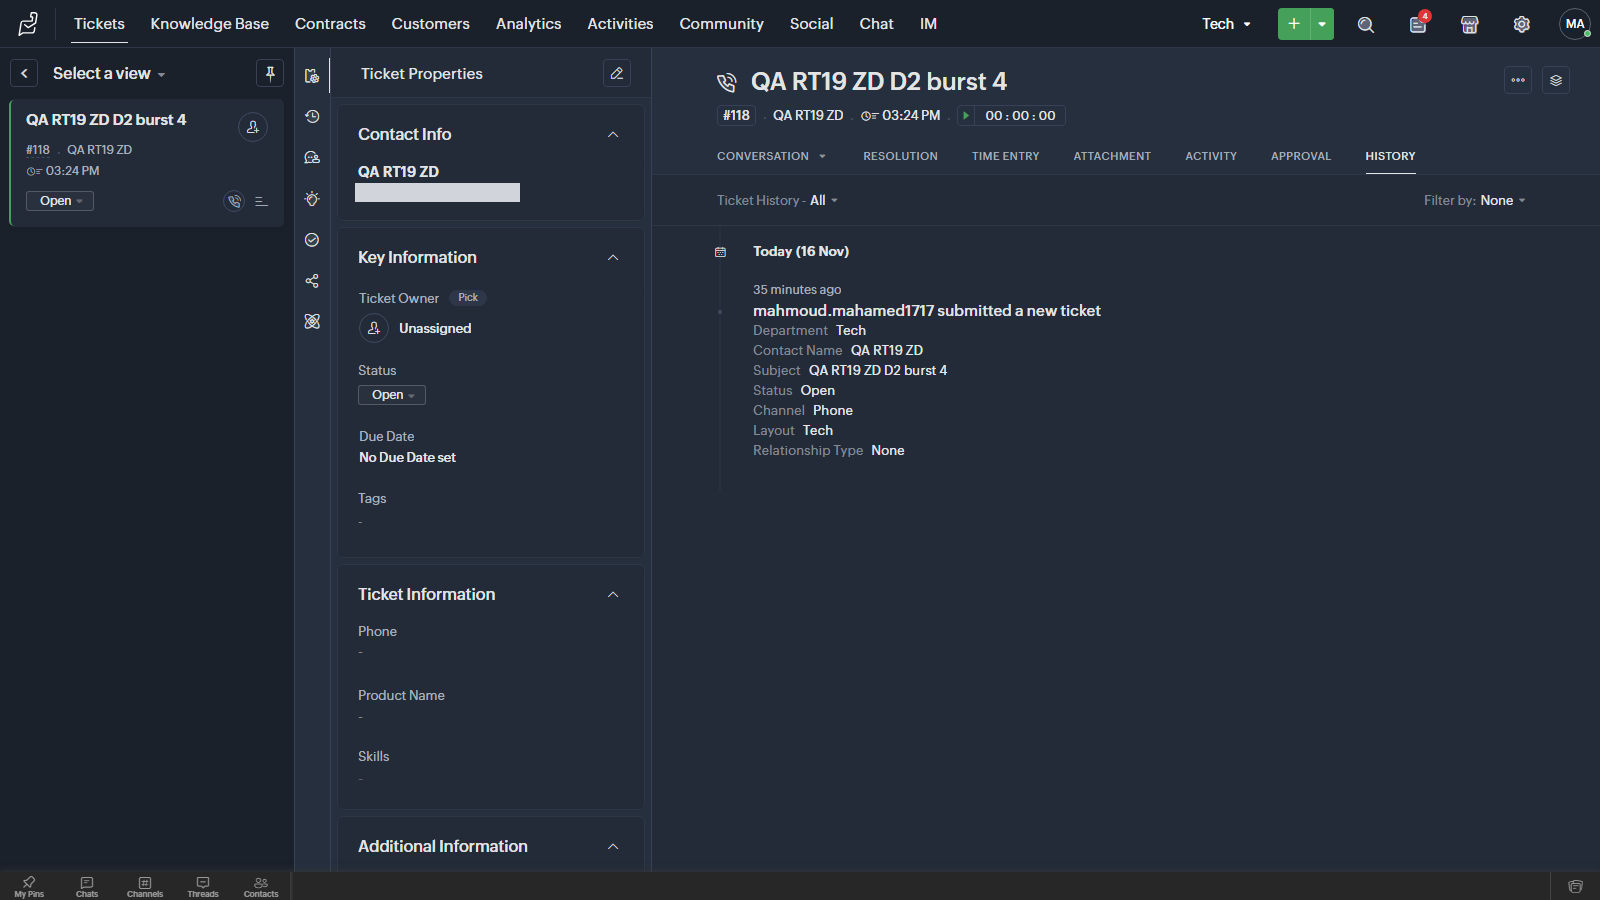 Tickets Knowledge Base Contracts Customers Analytics Activities Community Social Chat IM
Tech
4
MA
Select a view
QA RT19 ZD D2 burst 4
#118 . QA RT19 ZD
03:24 PM
Open
Ticket Properties
Contact Info
QA RT19 ZD
Key Information
Ticket Owner Pick
Unassigned
Status
Open
Due Date
No Due Date set
Tags
-
Ticket Information
Phone
-
Product Name
-
Skills
-
Additional Information
QA RT19 ZD D2 burst 4
#118 . QA RT19 ZD . 03:24 PM . 00 : 00 : 00
CONVERSATION RESOLUTION TIME ENTRY ATTACHMENT ACTIVITY APPROVAL HISTORY
Ticket History - All
Filter by: None
Today (16 Nov)
35 minutes ago
mahmoud.mahamed1717 submitted a new ticket
Department Tech
Contact Name QA RT19 ZD
Subject QA RT19 ZD D2 burst 4
Status Open
Channel Phone
Layout Tech
Relationship Type None
My Pins Chats Channels Threads Contacts